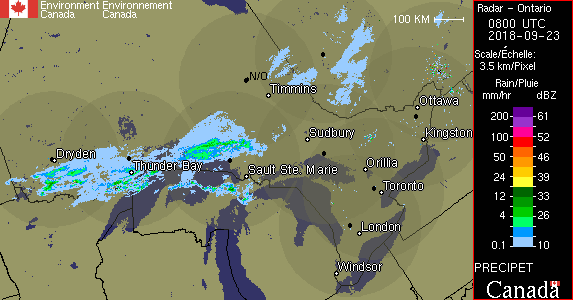 Environment Environnement
Canada Canada
100 KM
N/O
Timmins
Ottawa
Sudbury
Kingston
Dryden
Thunder Bay
Sault Ste. Marie
Orillia
Toronto
London
Windsor
Radar - Ontario
0800 UTC
2018-09-23
Scale/Échelle:
3.5 km/Pixel
Rain/Pluie
mm/hr dBZ
200 61
100 52
50 46
24 39
12 33
4 26
0.1 10
PRECIPET
Canada